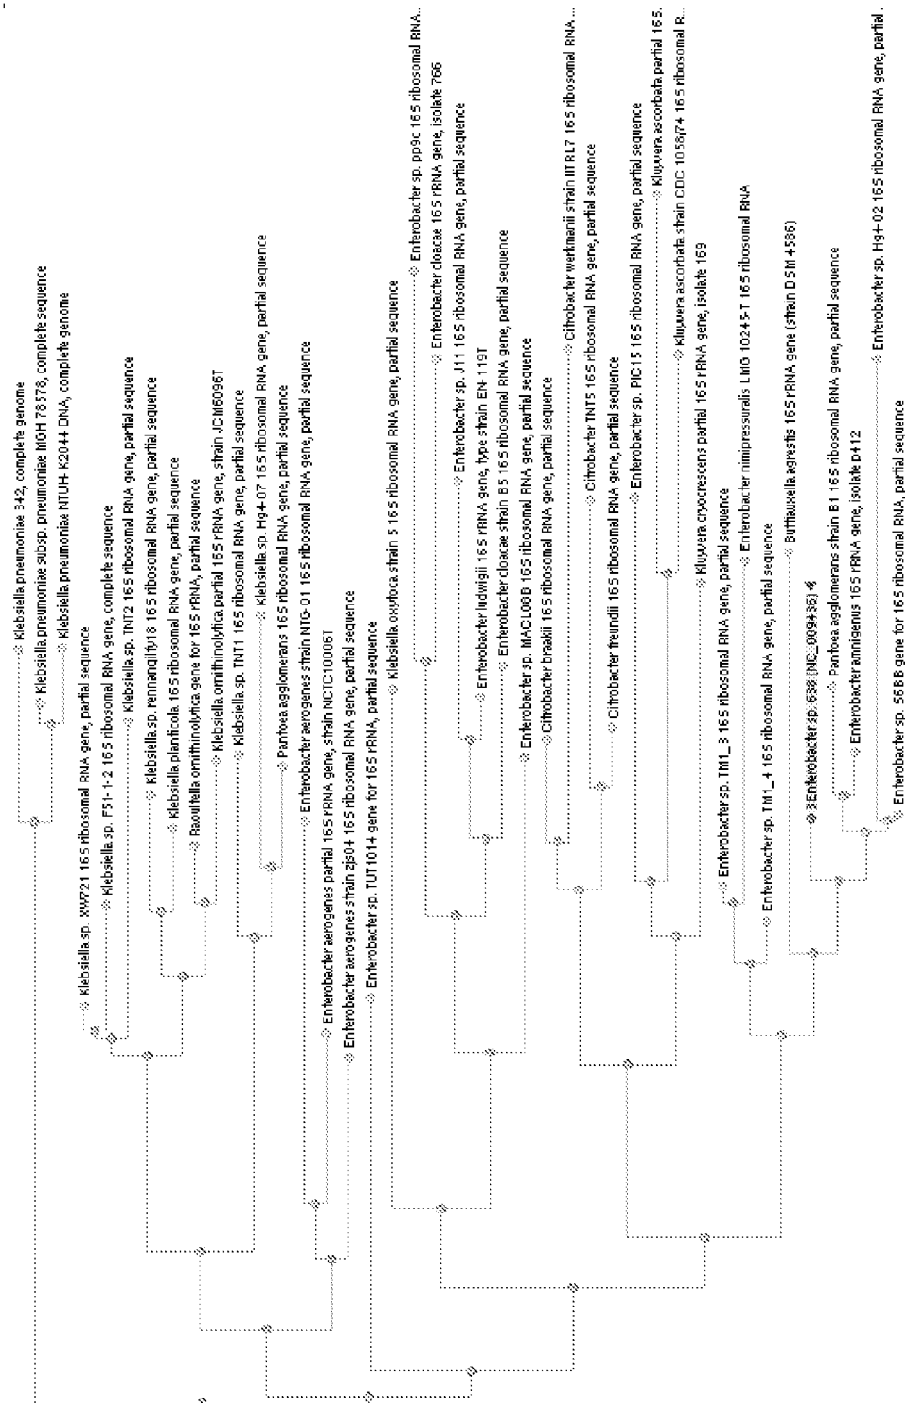 Klebsiella pneumoniae 342, complete genome
Klebsiella pneumoniae subsp. pneumoniae MGH 78578, complete sequence
Klebsiella pneumoniae NTUH-K2044 DNA, complete genome
Klebsiella sp. XW721 16S ribosomal RNA gene, partial sequence
Klebsiella sp. F51-1-2 16S ribosomal RNA gene, complete sequence
Klebsiella sp. TNT2 16S ribosomal RNA gene, partial sequence
Klebsiella sp. rennanqilfy18 16S ribosomal RNA gene, partial sequence
Klebsiella planticola 16S ribosomal RNA gene, partial sequence
Raoultella ornithinolytica gene for 16S rRNA, partial sequence
Klebsiella ornithinolytica partial 16S rRNA gene, strain JCM6096T
Klebsiella sp. TNT1 16S ribosomal RNA gene, partial sequence
Klebsiella sp. Hg4-07 16S ribosomal RNA gene, partial sequence
Pantoea agglomerans 16S ribosomal RNA gene, partial sequence
Enterobacter aerogenes strain NTG-01 16S ribosomal RNA gene, partial sequence
Enterobacter aerogenes partial 16S rRNA gene, strain NCTC10006T
Enterobacter aerogenes strain zjs04 16S ribosomal RNA gene, partial sequence
Enterobacter sp. TUT1014 gene for 16S rRNA, partial sequence
Klebsiella oxytoca strain 5 16S ribosomal RNA gene, partial sequence
Enterobacter sp. pp9c 16S ribosomal RNA...
Enterobacter cloacae 16S rRNA gene, isolate 766
Enterobacter sp. J11 16S ribosomal RNA gene, partial sequence
Enterobacter ludwigii 16S rRNA gene, type strain EN-119T
Enterobacter cloacae strain B5 16S ribosomal RNA gene, partial sequence
Enterobacter sp. MACL08B 16S ribosomal RNA gene, partial sequence
Citrobacter braakii 16S ribosomal RNA gene, partial sequence
Citrobacter werkmanii strain IITRL7 16S ribosomal RNA...
Citrobacter TNT5 16S ribosomal RNA gene, partial sequence
Citrobacter freundii 16S ribosomal RNA gene, partial sequence
Enterobacter sp. PIC15 16S ribosomal RNA gene, partial sequence
Kluyvera ascorbata partial 16S.
Kluyvera ascorbata strain CDC 1058/74 16S ribosomal R...
Kluyvera cryocrescens partial 16S rRNA gene, isolate 169
Enterobacter sp. TM1_3 16S ribosomal RNA gene, partial sequence
Enterobacter nimipressuralis LMG 10245-T 16S ribosomal RNA
Enterobacter sp. TM1_4 16S ribosomal RNA gene, partial sequence
Buttiauxella agrestis 16S rRNA gene (strain DSM 4586)
Enterobacter sp. 638 [NC_009436]
Pantoea agglomerans strain B1 16S ribosomal RNA gene, partial sequence
Enterobacter amnigenus 16S rRNA gene, isolate D412
Enterobacter sp. Hg4-02 16S ribosomal RNA gene, partial.
Enterobacter sp. 56BB gene for 16S ribosomal RNA, partial sequence